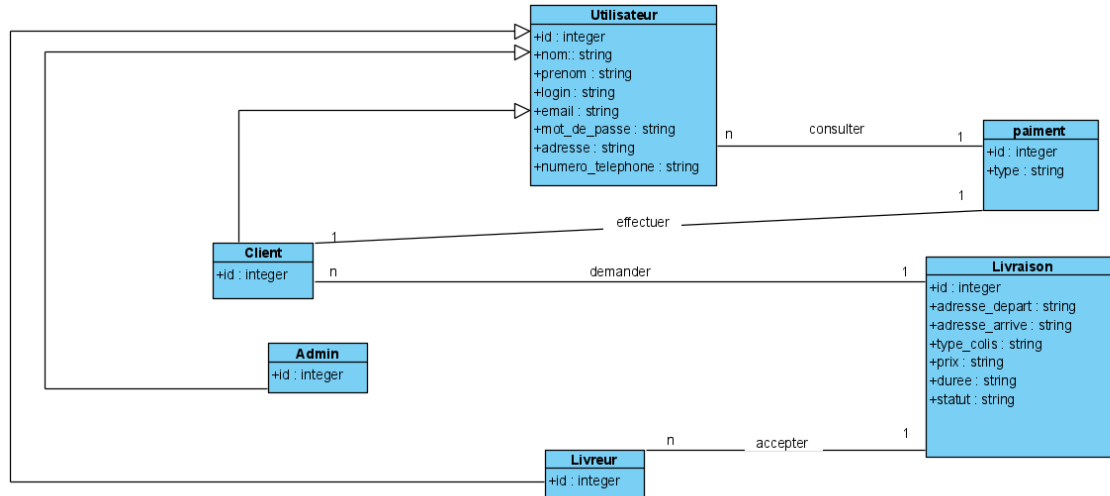 Utilisateur
+id : integer
+nom:: string
+prenom : string
+login : string
+email : string
+mot_de_passe : string
+adresse : string
+numero_telephone : string
n
consulter
1
paiment
+id : integer
+type : string
1
effectuer
1
Client
+id : integer
n
demander
1
Livraison
+id : integer
+adresse_depart : string
+adresse_arrive : string
+type_colis : string
+prix : string
+duree : string
+statut : string
Admin
+id : integer
n
accepter
1
Livreur
+id : integer